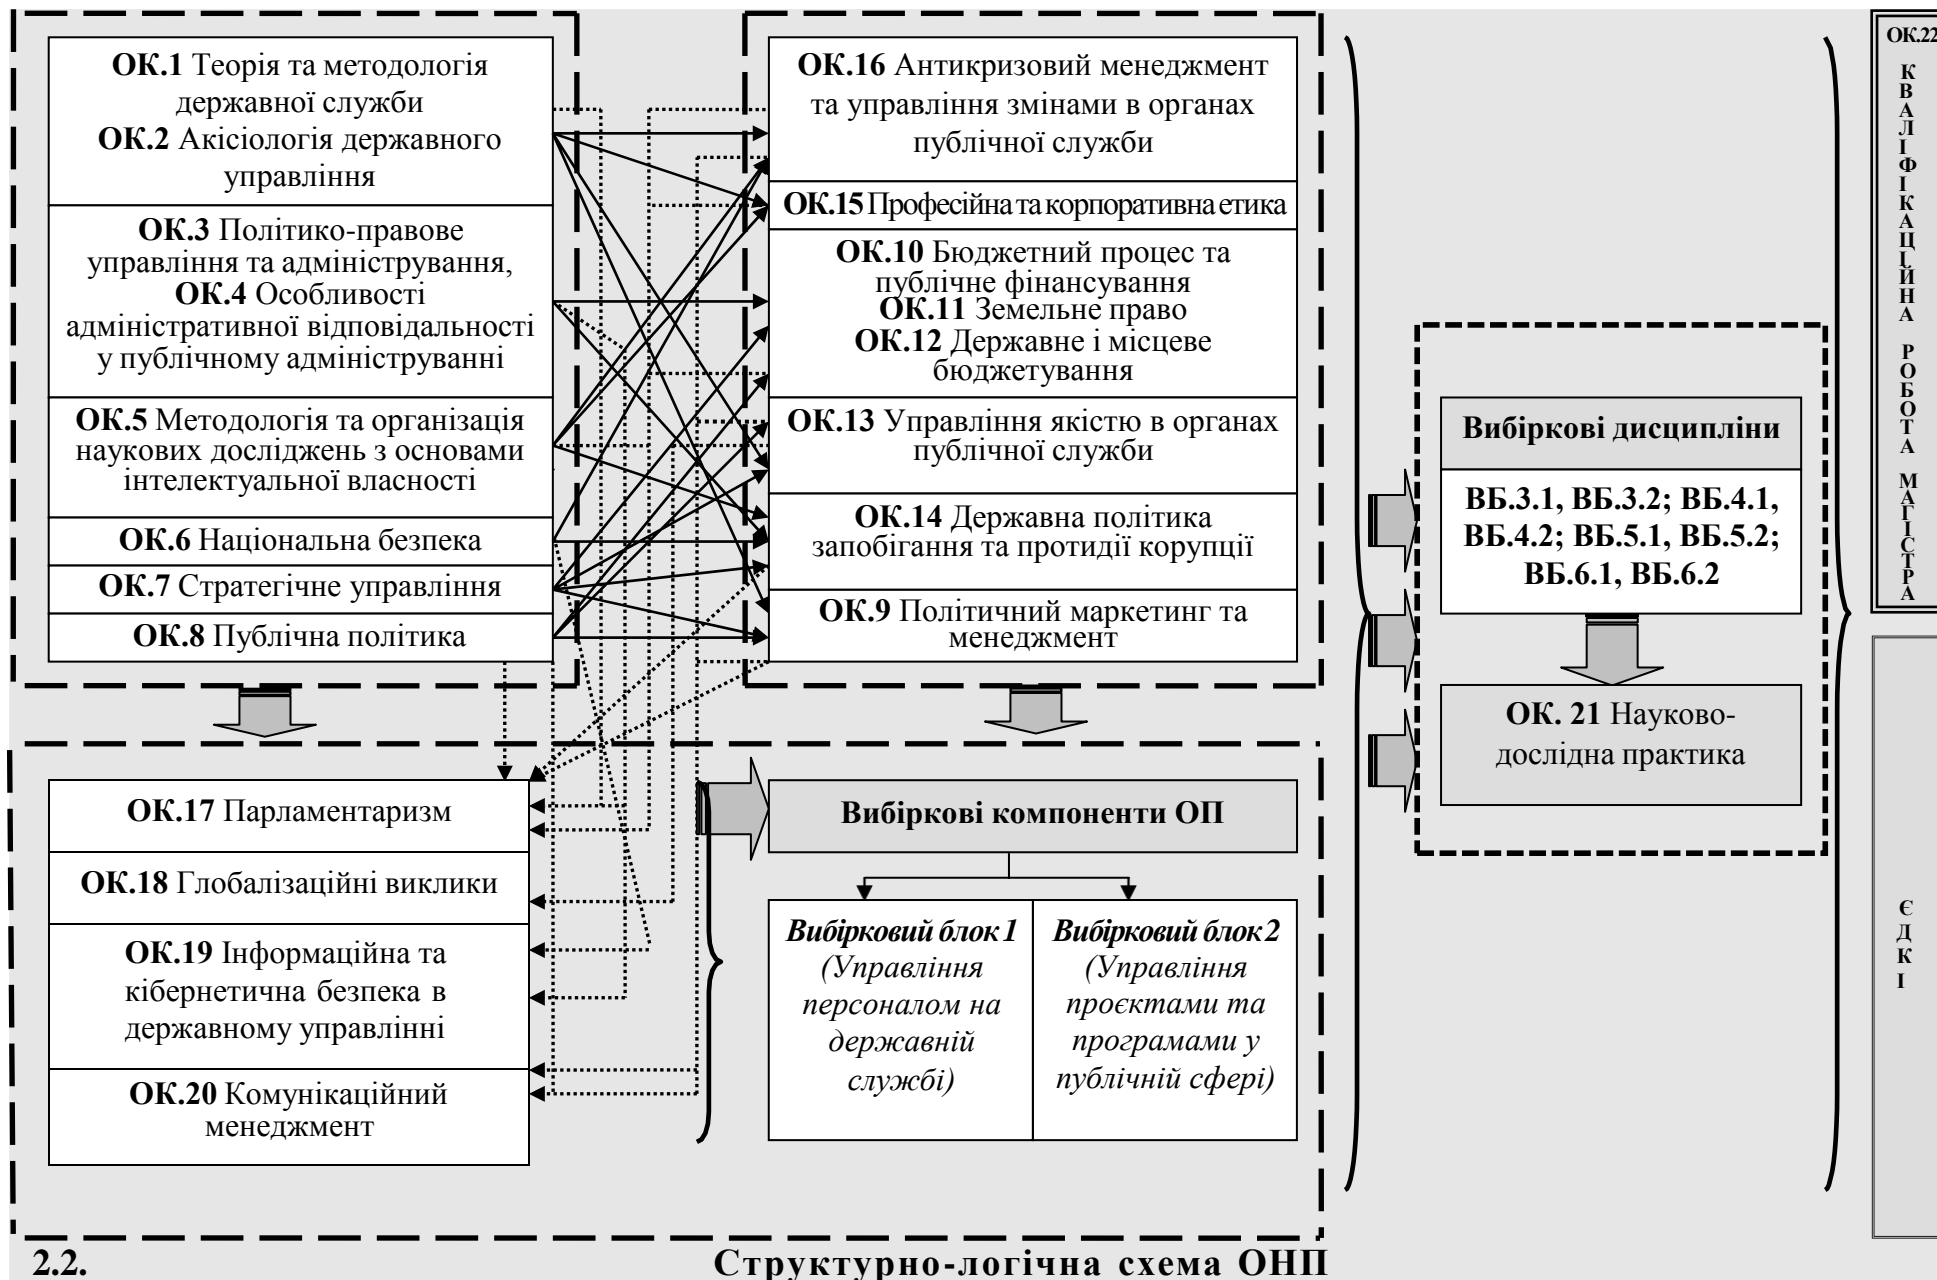 ОК.1 Теорія та методологія
державної служби
ОК.2 Акісіологія державного
управління
ОК.3 Політико-правове
управління та адміністрування,
ОК.4 Особливості
адміністративної відповідальності
у публічному адмініструванні
ОК.5 Методологія та організація
наукових досліджень з основами
інтелектуальної власності
ОК.6 Національна безпека
ОК.7 Стратегічне управління
ОК.8 Публічна політика
ОК.16 Антикризовий менеджмент
та управління змінами в органах
публічної служби
ОК.15 Професійна та корпоративна етика
ОК.10 Бюджетний процес та
публічне фінансування
ОК.11 Земельне право
ОК.12 Державне і місцеве
бюджетування
ОК.13 Управління якістю в органах
публічної служби
ОК.14 Державна політика
запобігання та протидії корупції
ОК.9 Політичний маркетинг та
менеджмент
ОК.17 Парламентаризм
ОК.18 Глобалізаційні виклики
ОК.19 Інформаційна та
кібернетична безпека в
державному управлінні
ОК.20 Комунікаційний
менеджмент
Вибіркові компоненти ОП
Вибірковий блок 1
(Управління
персоналом на
державній
службі)
Вибірковий блок 2
(Управління
проєктами та
програмами у
публічній сфері)
Вибіркові дисципліни
ВБ.3.1, ВБ.3.2; ВБ.4.1,
ВБ.4.2; ВБ.5.1, ВБ.5.2;
ВБ.6.1, ВБ.6.2
ОК. 21 Науково-
дослідна практика
ОК.22
КВАЛІФІКАЦІЙНА РОБОТА МАГІСТРА
ЄДКІ
2.2. Структурно-логічна схема ОНП